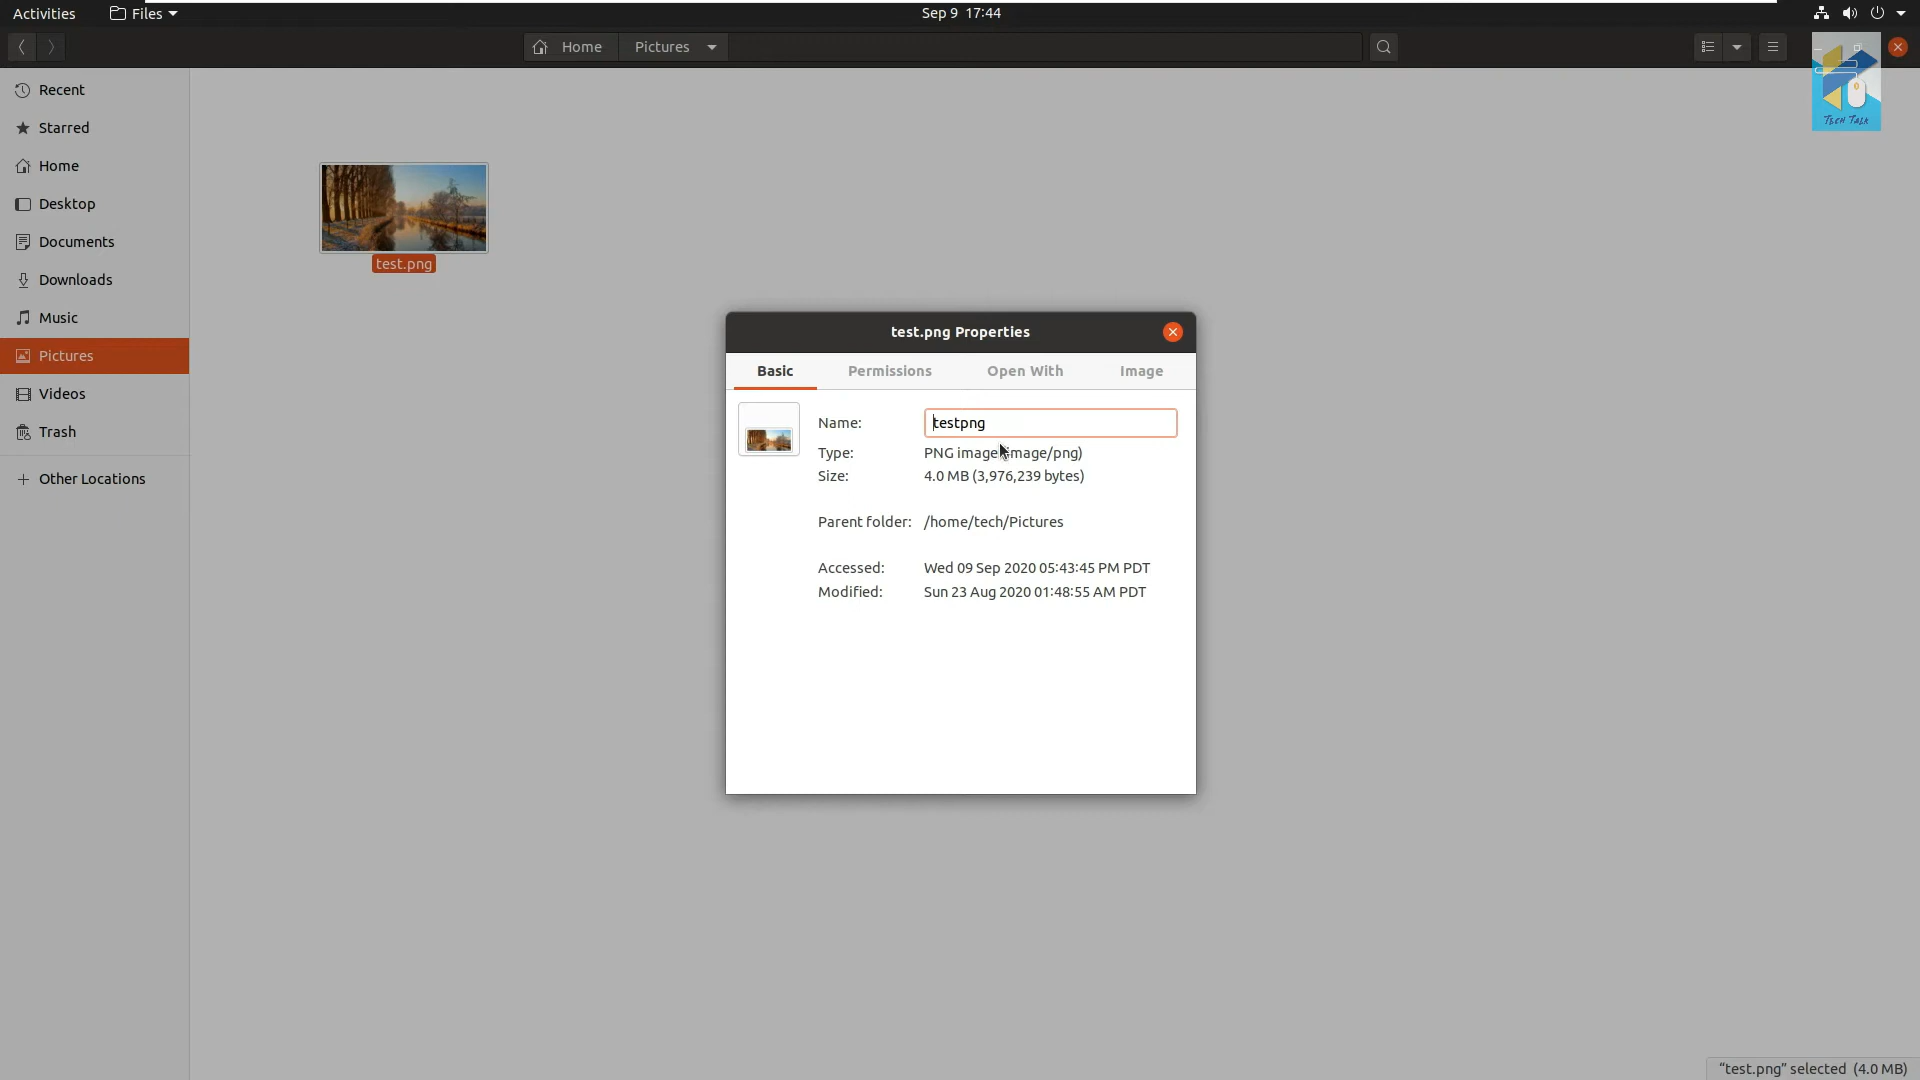 Activities
Files
Sep 9 17:44
Home
Pictures
TECH TALK
Recent
Starred
Home
Desktop
Documents
Downloads
Music
Pictures
Videos
Trash
Other Locations
test.png
test.png Properties
Basic
Permissions
Open With
Image
Name: testpng
Type: PNG image image/png)
Size: 4.0 MB (3,976,239 bytes)
Parent folder: /home/tech/Pictures
Accessed: Wed 09 Sep 2020 05:43:45 PM PDT
Modified: Sun 23 Aug 2020 01:48:55 AM PDT
“test.png” selected (4.0 MB)